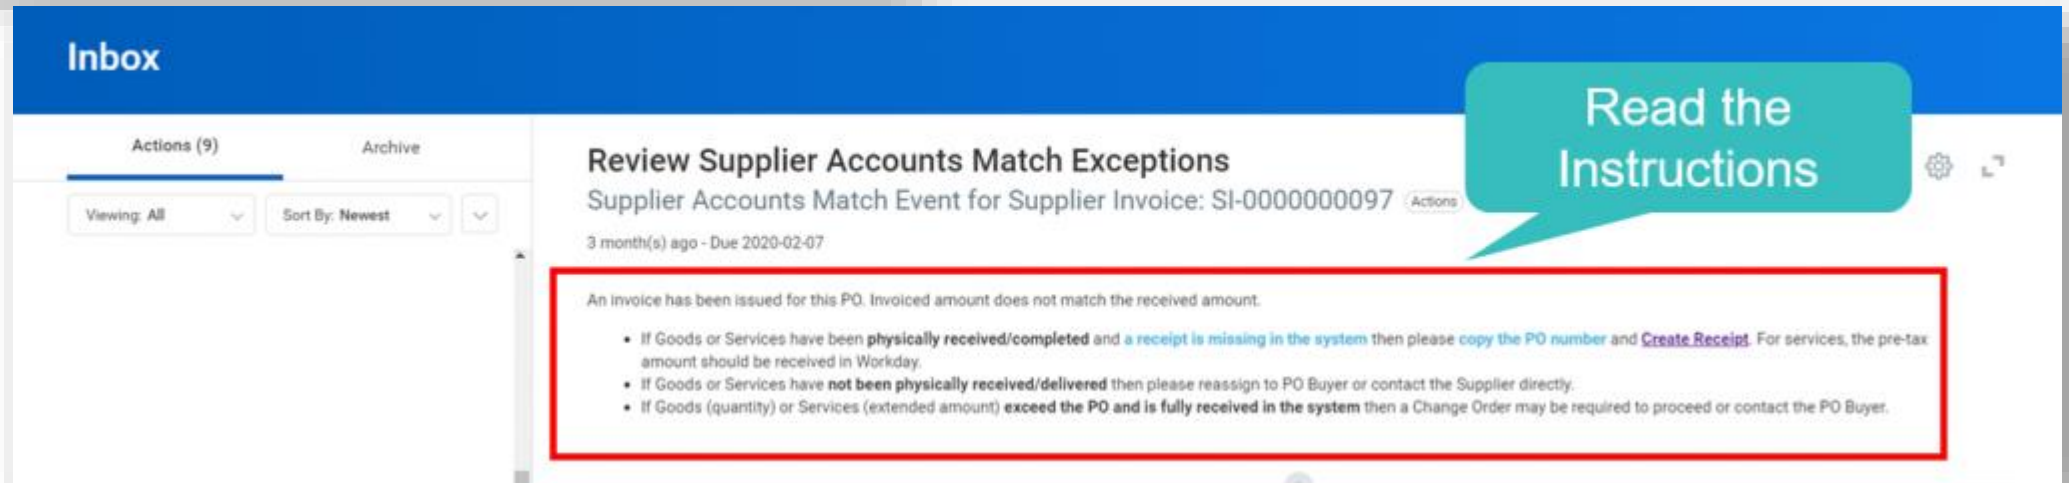 Inbox
Actions (9)
Archive
Viewing: All
Sort By: Newest
Review Supplier Accounts Match Exceptions
Supplier Accounts Match Event for Supplier Invoice: SI-0000000097 Actions
3 month(s) ago - Due 2020-02-07
Read the
Instructions
An invoice has been issued for this PO. Invoiced amount does not match the received amount.
• If Goods or Services have been physically received/completed and a receipt is missing in the system then please copy the PO number and Create Receipt. For services, the pre-tax
amount should be received in Workday.
• If Goods or Services have not been physically received/delivered then please reassign to PO Buyer or contact the Supplier directly.
• If Goods (quantity) or Services (extended amount) exceed the PO and is fully received in the system then a Change Order may be required to proceed or contact the PO Buyer.